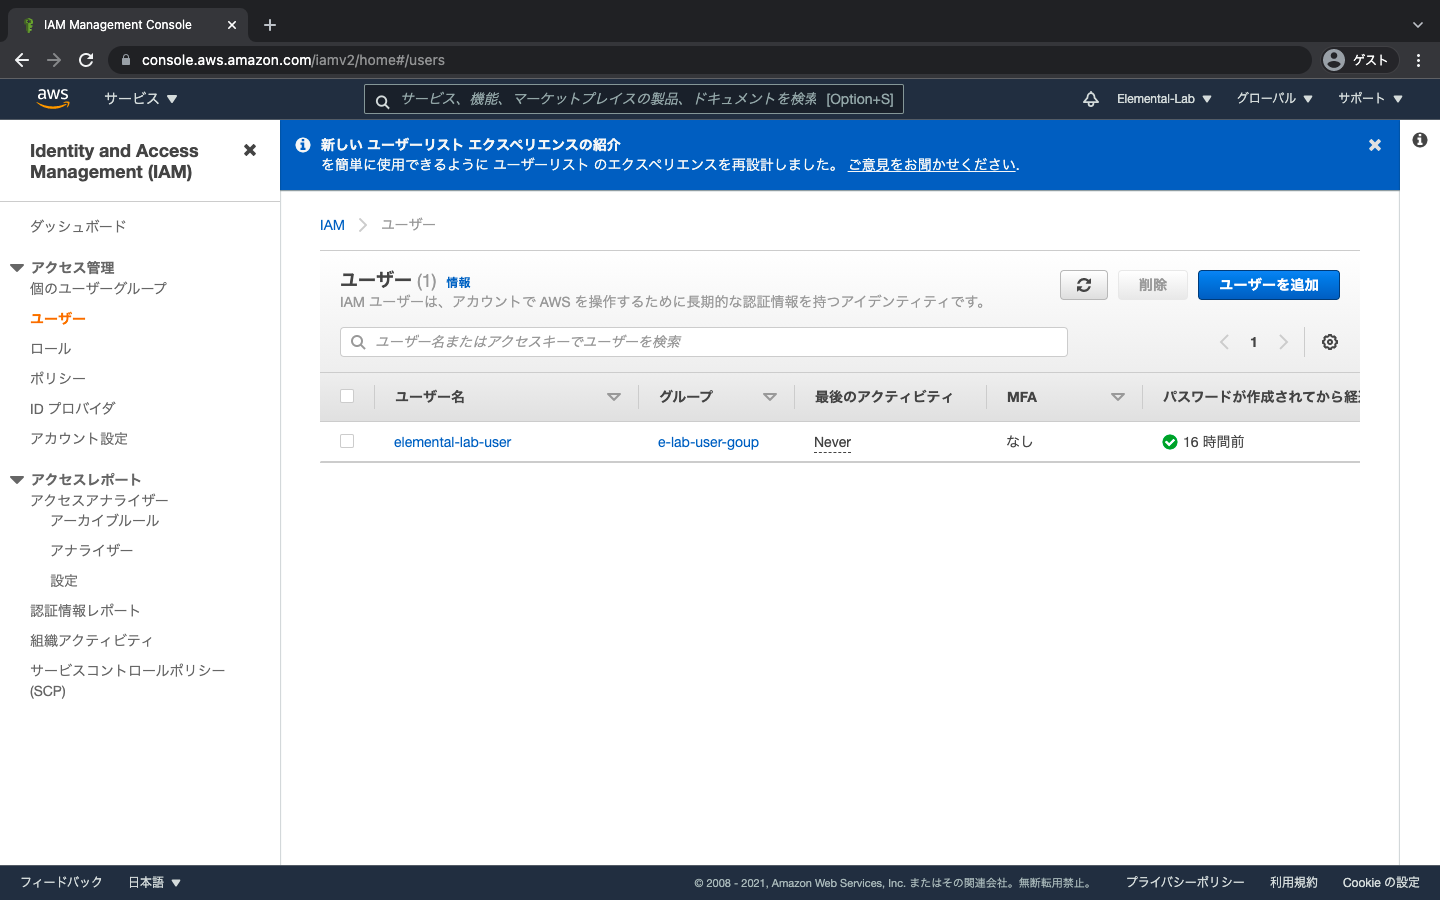 IAM Management Console
console.aws.amazon.com/iamv2/home#/users
ゲスト
aws
サービス
サービス、機能、マーケットプレイスの製品、ドキュメントを検索 [Option+S]
Elemental-Lab
グローバル
サポート
Identity and Access
Management (IAM)
ダッシュボード
アクセス管理
個のユーザーグループ
ユーザー
ロール
ポリシー
ID プロバイダ
アカウント設定
アクセスレポート
アクセスアナライザー
アーカイブルール
アナライザー
設定
認証情報レポート
組織アクティビティ
サービスコントロールポリシー
(SCP)
新しい ユーザーリスト エクスペリエンスの紹介
を簡単に使用できるように ユーザーリスト のエクスペリエンスを再設計しました。 ご意見をお聞かせください.
IAM
ユーザー
ユーザー (1) 情報
IAM ユーザーは、アカウントで AWS を操作するために長期的な認証情報を持つアイデンティティです。
削除
ユーザーを追加
ユーザー名またはアクセスキーでユーザーを検索
1
ユーザー名 グループ 最後のアクティビティ MFA パスワードが作成されてから経
elemental-lab-user e-lab-user-goup Never なし 16 時間前
フィードバック
日本語
© 2008 - 2021, Amazon Web Services, Inc. またはその関連会社。無断転用禁止。
プライバシーポリシー
利用規約
Cookie の設定